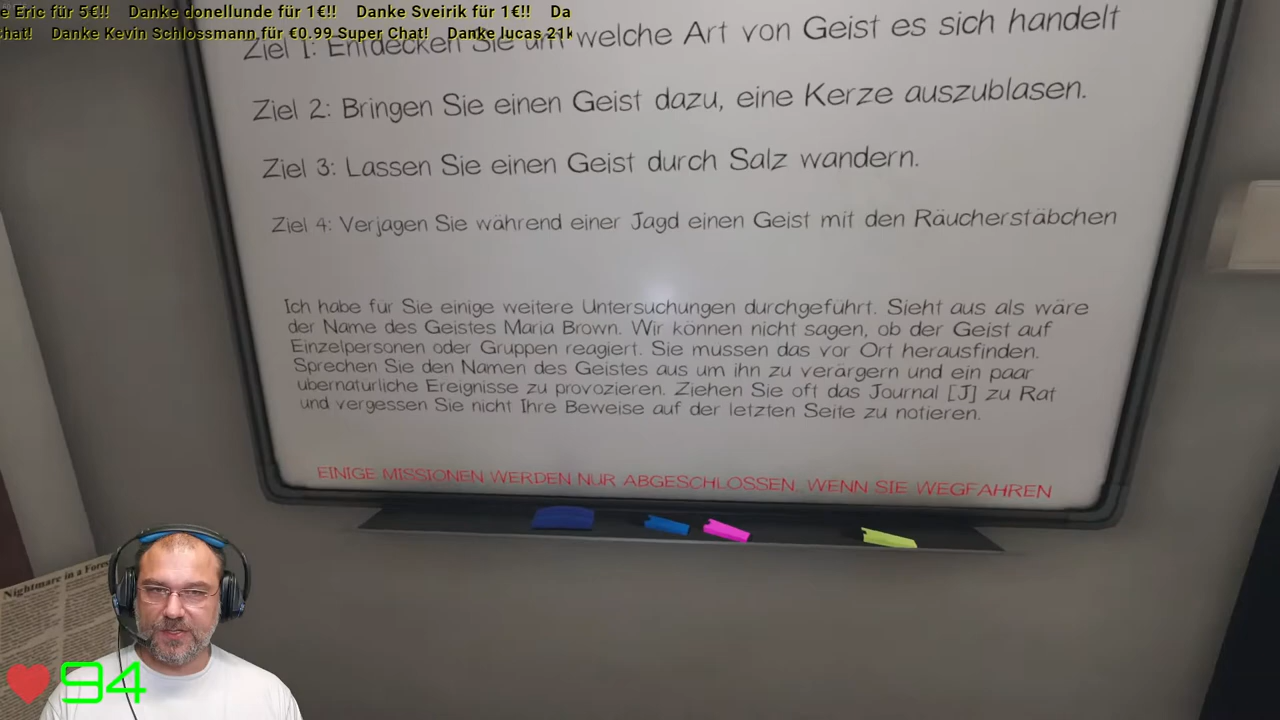 e Eric für 5€!! Danke donellunde für 1€!! Danke Sveirik für 1€!! Da
hat! Danke Kevin Schlossmann für €0.99 Super Chat! Danke lucas 21k
Ziel 1: Entdecken Sie um welche Art von Geist es sich handelt
Ziel 2: Bringen Sie einen Geist dazu, eine Kerze auszublasen.
Ziel 3: Lassen Sie einen Geist durch Salz wandern.
Ziel 4: Verjagen Sie während einer Jagd einen Geist mit den Räucherstäbchen
Ich habe für Sie einige weitere Untersuchungen durchgeführt. Sieht aus als wäre
der Name des Geistes Maria Brown. Wir können nicht sagen, ob der Geist auf
Einzelpersonen oder Gruppen reagiert. Sie mussen das vor Ort herausfinden.
Sprechen Sie den Namen des Geistes aus um ihn zu verärgern und ein paar
übernatürliche Ereignisse zu provozieren. Ziehen Sie oft das Journal [J] zu Rat
und vergessen Sie nicht Ihre Beweise auf der letzten Seite zu notieren.
EINIGE MISSIONEN WERDEN NUR ABGESCHLOSSEN, WENN SIE WEGFAHREN
Nightmare in a Fores
94